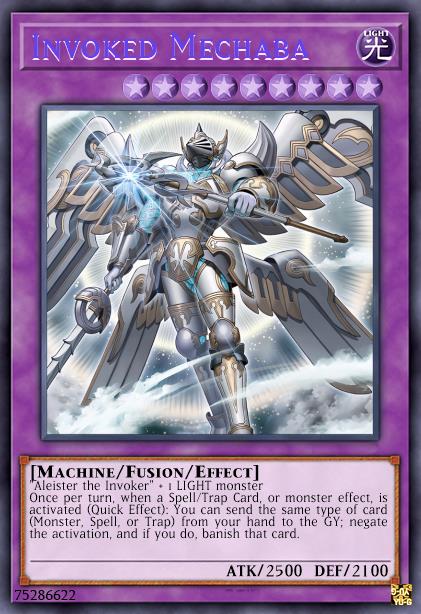 Invoked Mechaba
LIGHT
光
[Machine/Fusion/Effect]
"Aleister the Invoker" + 1 LIGHT monster
Once per turn, when a Spell/Trap Card, or monster effect, is
activated (Quick Effect): You can send the same type of card
(Monster, Spell, or Trap) from your hand to the GY; negate
the activation, and if you do, banish that card.
ATK/2500 DEF/2100
75286622